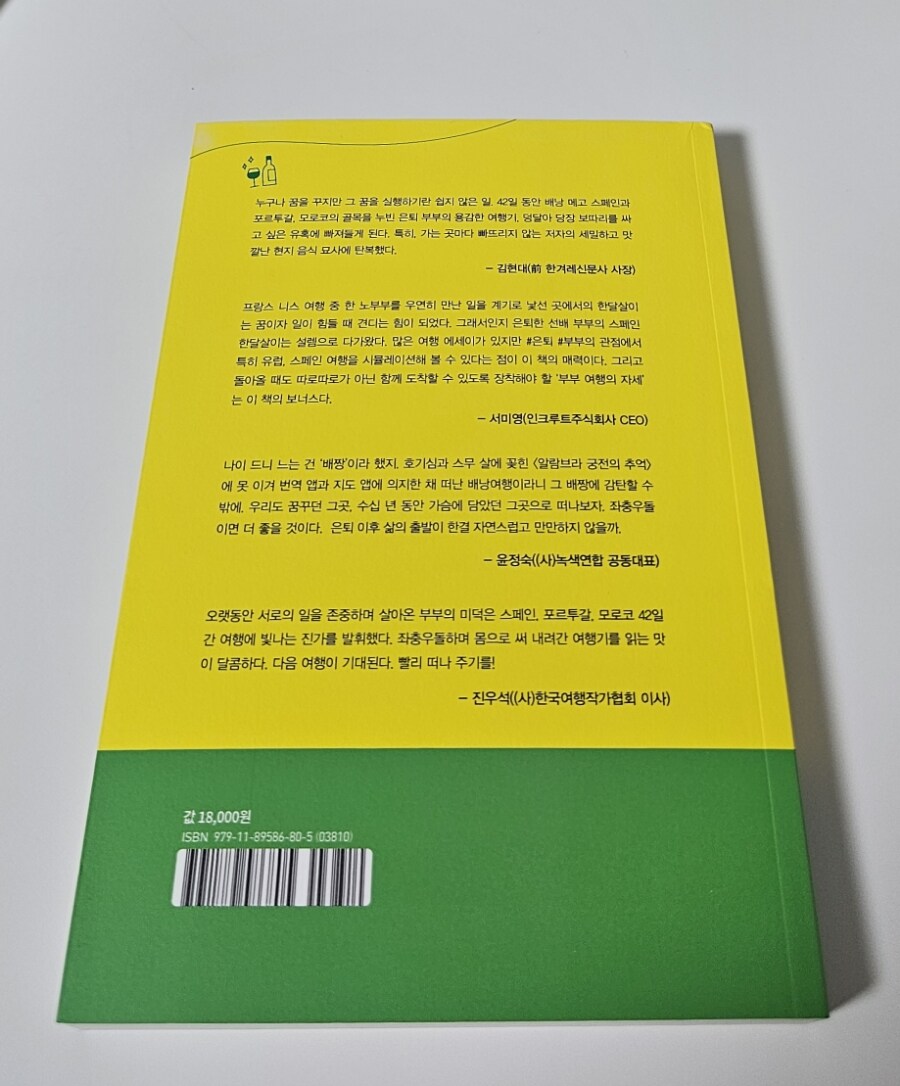 누구나 꿈을 꾸지만 그 꿈을 실행하기란 쉽지 않은 일. 42일 동안 배낭 메고 스페인과
포르투갈, 모로코의 골목을 누빈 은퇴 부부의 용감한 여행기. 덩달아 당장 보따리를 싸
고 싶은 유혹에 빠져들게 된다. 특히, 가는 곳마다 빠뜨리지 않는 저자의 세밀하고 맛
깔난 현지 음식 묘사에 탄복했다.
– 김현대(前 한겨레신문사 사장)
프랑스 니스 여행 중 한 노부부를 우연히 만난 일을 계기로 낯선 곳에서의 한달살이
는 꿈이자 일이 힘들 때 견디는 힘이 되었다. 그래서인지 은퇴한 선배 부부의 스페인
한달살이는 설렘으로 다가왔다. 많은 여행 에세이가 있지만 #은퇴 #부부의 관점에서
특히 유럽, 스페인 여행을 시뮬레이션해 볼 수 있다는 점이 이 책의 매력이다. 그리고
돌아올 때도 따로따로가 아닌 함께 도착할 수 있도록 장착해야 할 '부부 여행의 자세'
는 이 책의 보너스다.
– 서미영(인크루트주식회사 CEO)
나이 드니 느는 건 '배짱'이라 했지. 호기심과 스무 살에 꽂힌 〈알람브라 궁전의 추억〉
에 못 이겨 번역 앱과 지도 앱에 의지한 채 떠난 배낭여행이라니 그 배짱에 감탄할 수
밖에. 우리도 꿈꾸던 그곳, 수십 년 동안 가슴에 담았던 그곳으로 떠나보자. 좌충우돌
이면 더 좋을 것이다. 은퇴 이후 삶의 출발이 한결 자연스럽고 만만하지 않을까.
– 윤정숙((사)녹색연합 공동대표)
오랫동안 서로의 일을 존중하며 살아온 부부의 미덕은 스페인, 포르투갈, 모로코 42일
간 여행에 빛나는 진가를 발휘했다. 좌충우돌하며 몸으로 써 내려간 여행기를 읽는 맛
이 달콤하다. 다음 여행이 기대된다. 빨리 떠나 주기를!
– 진우석((사)한국여행작가협회 이사)
값 18,000원
ISBN 979-11-89586-80-5 (03810)